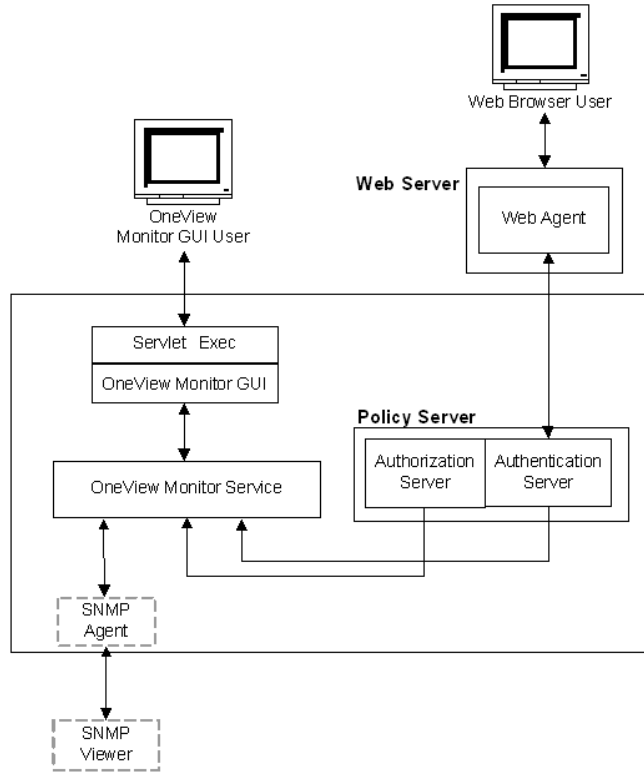 Web Browser User
Web Server
Web Agent
OneView
Monitor GUI User
Servlet Exec
OneView Monitor GUI
Policy Server
Authorization
Server
Authentication
Server
OneView Monitor Service
SNMP
Agent
SNMP
Viewer